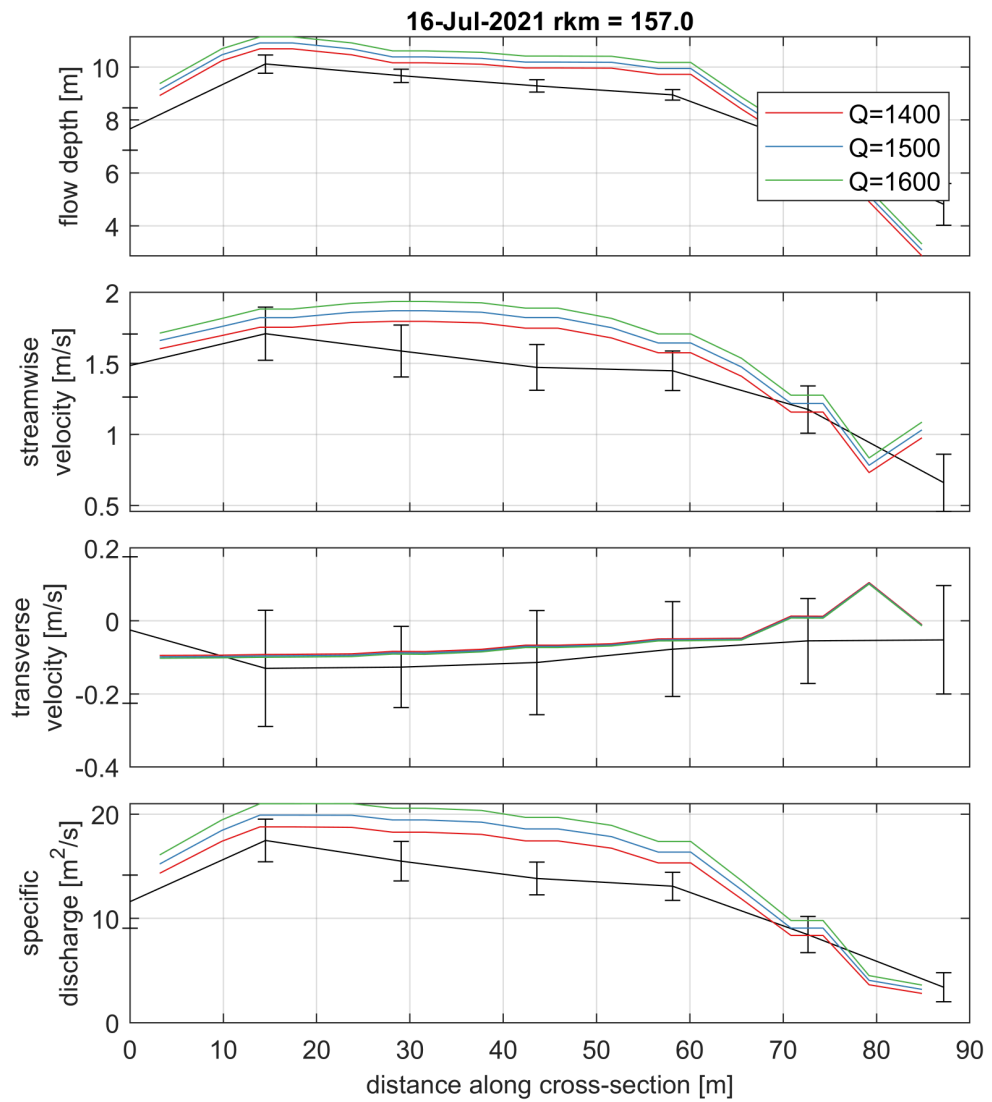 16-Jul-2021 rkm = 157.0
flow depth [m]
10
8
6
4
Q=1400
Q=1500
Q=1600
streamwise
velocity [m/s]
2
1.5
1
0.5
transverse
velocity [m/s]
0.2
0
-0.2
-0.4
specific
discharge [m²/s]
20
10
0
0 10 20 30 40 50 60 70 80 90
distance along cross-section [m]